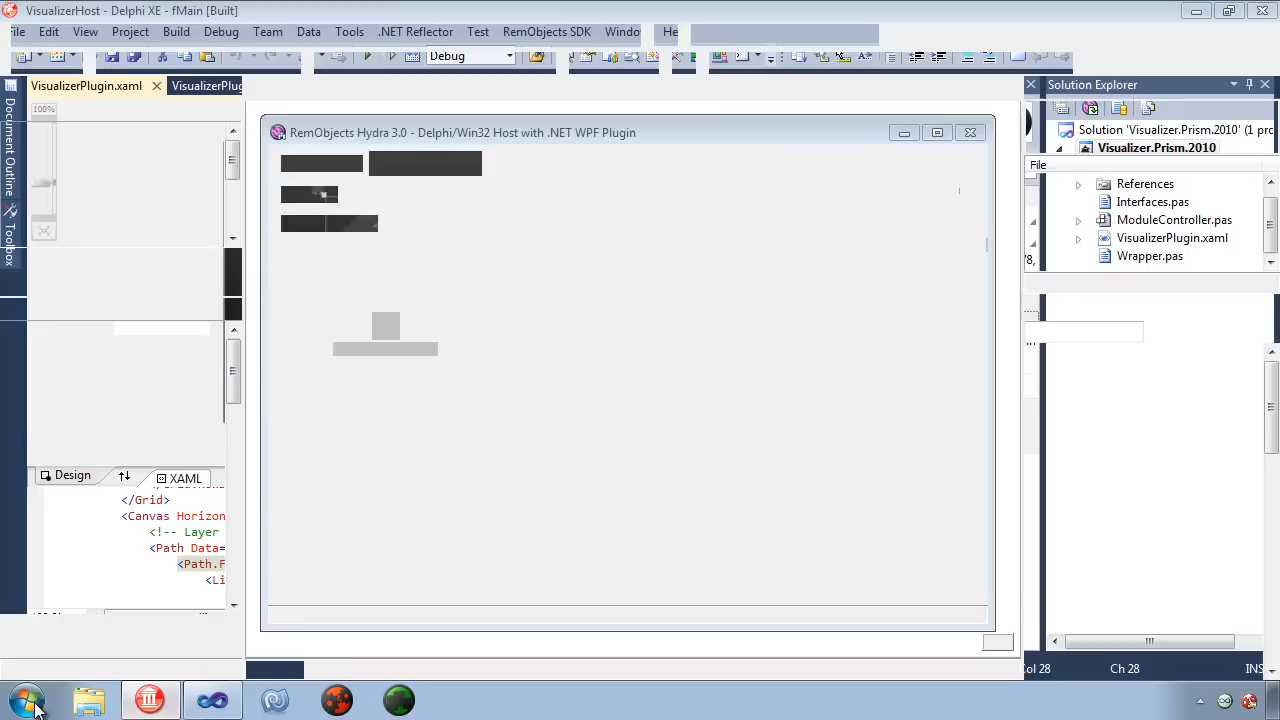 VisualizerHost - Delphi XE - fMain [Built]
ile Edit View Project Build Debug Team Data Tools .NET Reflector Test RemObjects SDK Windo He
Debug
VisualizerPlugin.xaml VisualizerPlug
Solution Explorer
100%
Document Outline
Toolbox
RemObjects Hydra 3.0 - Delphi/Win32 Host with .NET WPF Plugin
Solution 'Visualizer.Prism.2010' (1 pro
Visualizer.Prism.2010
File
References
Interfaces.pas
ModuleController.pas
VisualizerPlugin.xaml
Wrapper.pas
Design XAML
</Grid>
<Canvas Horizon
<!-- Layer
<Path Data=
<Path.F
<Li
Col 28 Ch 28 INS